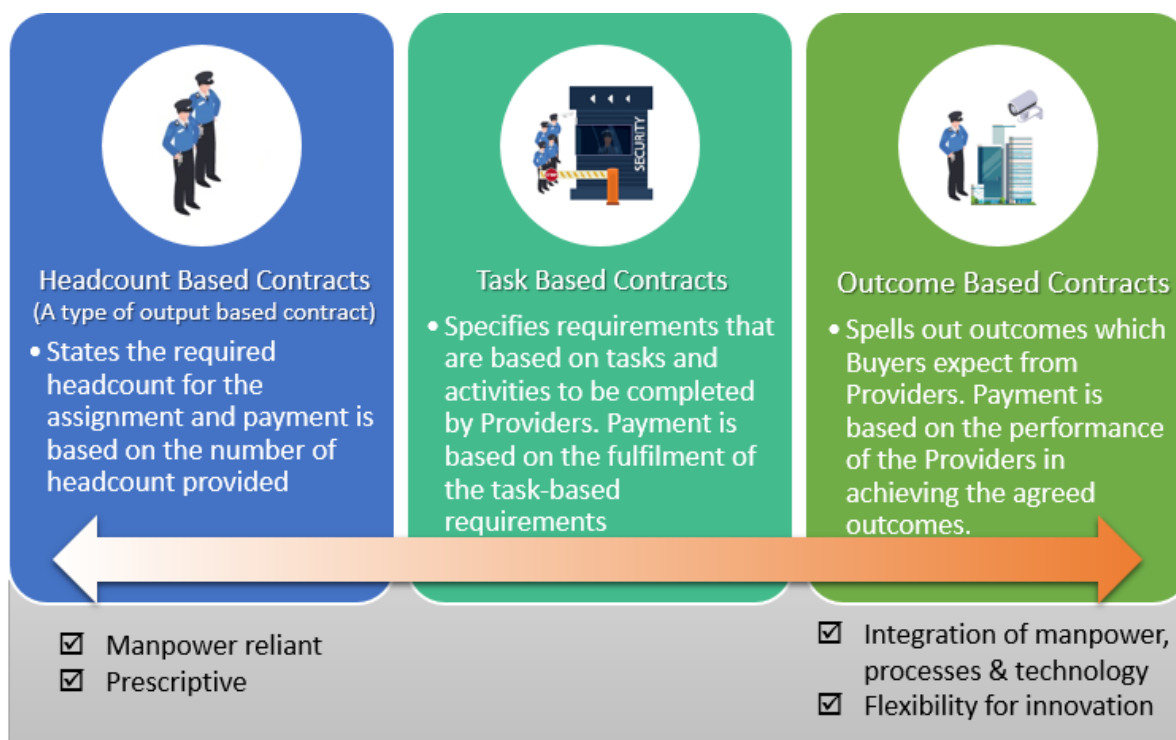 SECURITY
Headcount Based Contracts
(A type of output based contract)
• States the required
headcount for the
assignment and payment is
based on the number of
headcount provided
Task Based Contracts
• Specifies requirements that
are based on tasks and
activities to be completed
by Providers. Payment is
based on the fulfilment of
the task-based
requirements
Outcome Based Contracts
• Spells out outcomes which
Buyers expect from
Providers. Payment is
based on the performance
of the Providers in
achieving the agreed
outcomes.
☑ Manpower reliant
☑ Prescriptive
☑ Integration of manpower,
processes & technology
☑ Flexibility for innovation